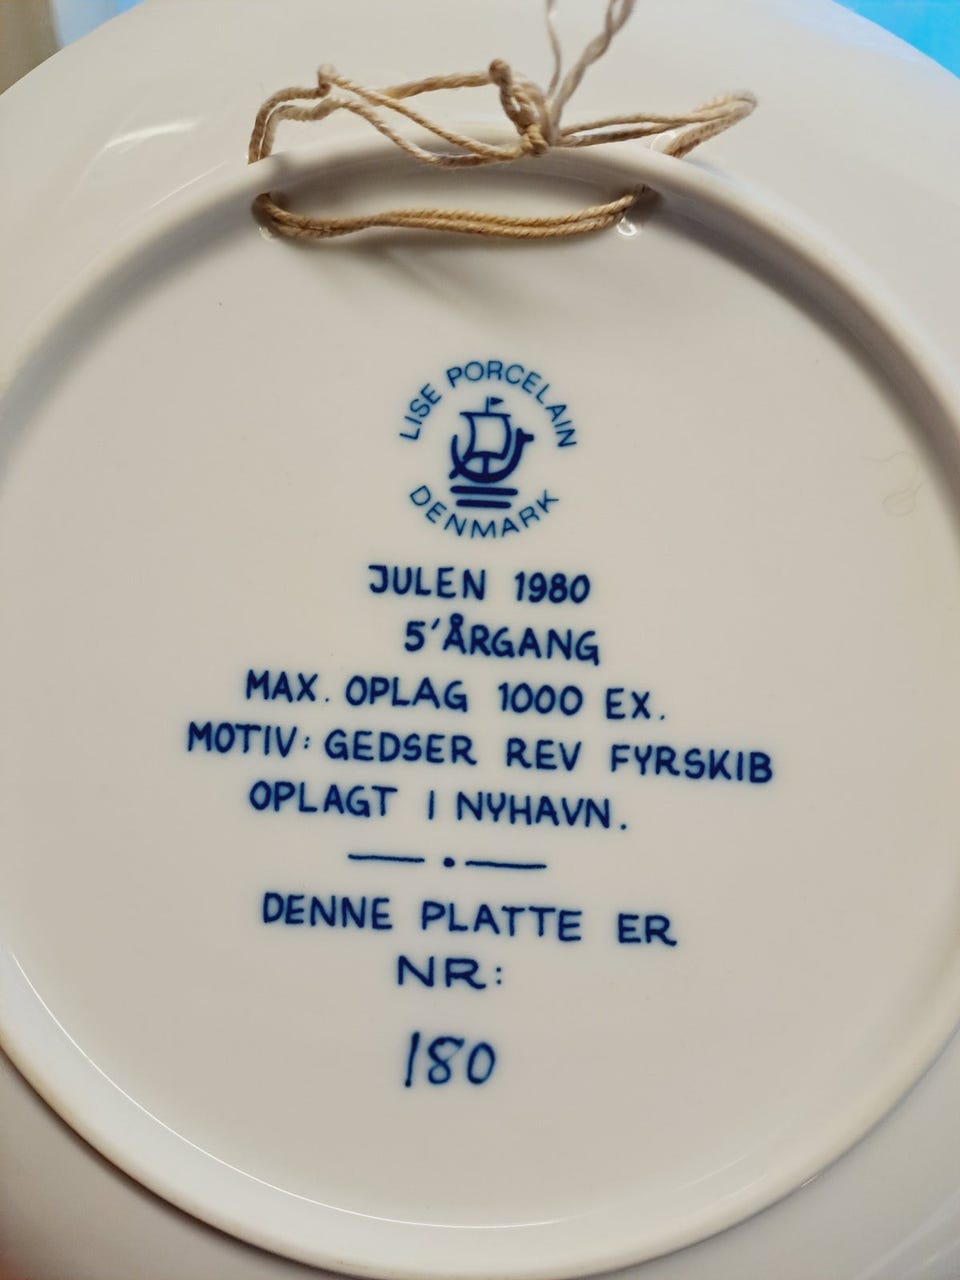 LISE PORCELAIN
DENMARK
JULEN 1980
5'ÅRGANG
MAX. OPLAG 1000 EX.
MOTIV: GEDSER REV FYRSKIB
OPLAGT I NYHAVN.
DENNE PLATTE ER
NR:
180